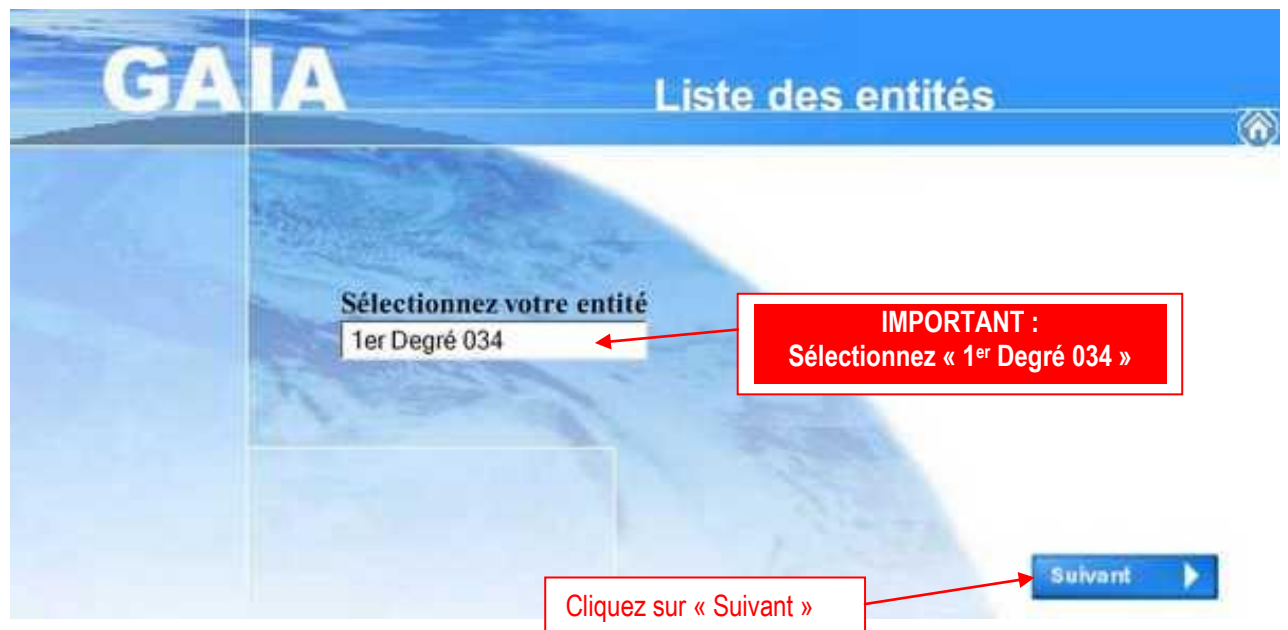 GAIA
Liste des entités
Sélectionnez votre entité
1er Degré 034
IMPORTANT :
Sélectionnez « 1er Degré 034 »
Suivant
Cliquez sur « Suivant »